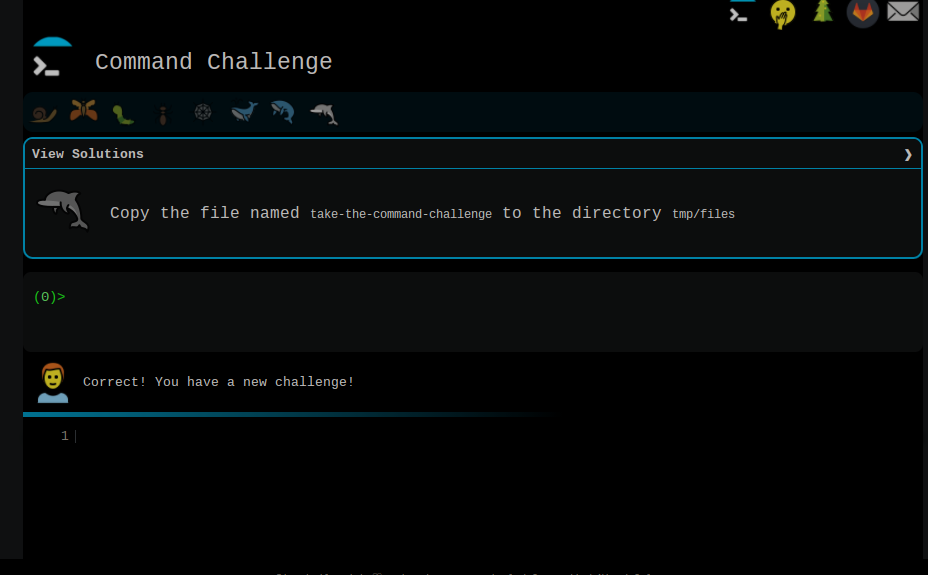 Command Challenge
View Solutions
Copy the file named take-the-command-challenge to the directory tmp/files
(0)>
Correct! You have a new challenge!
1